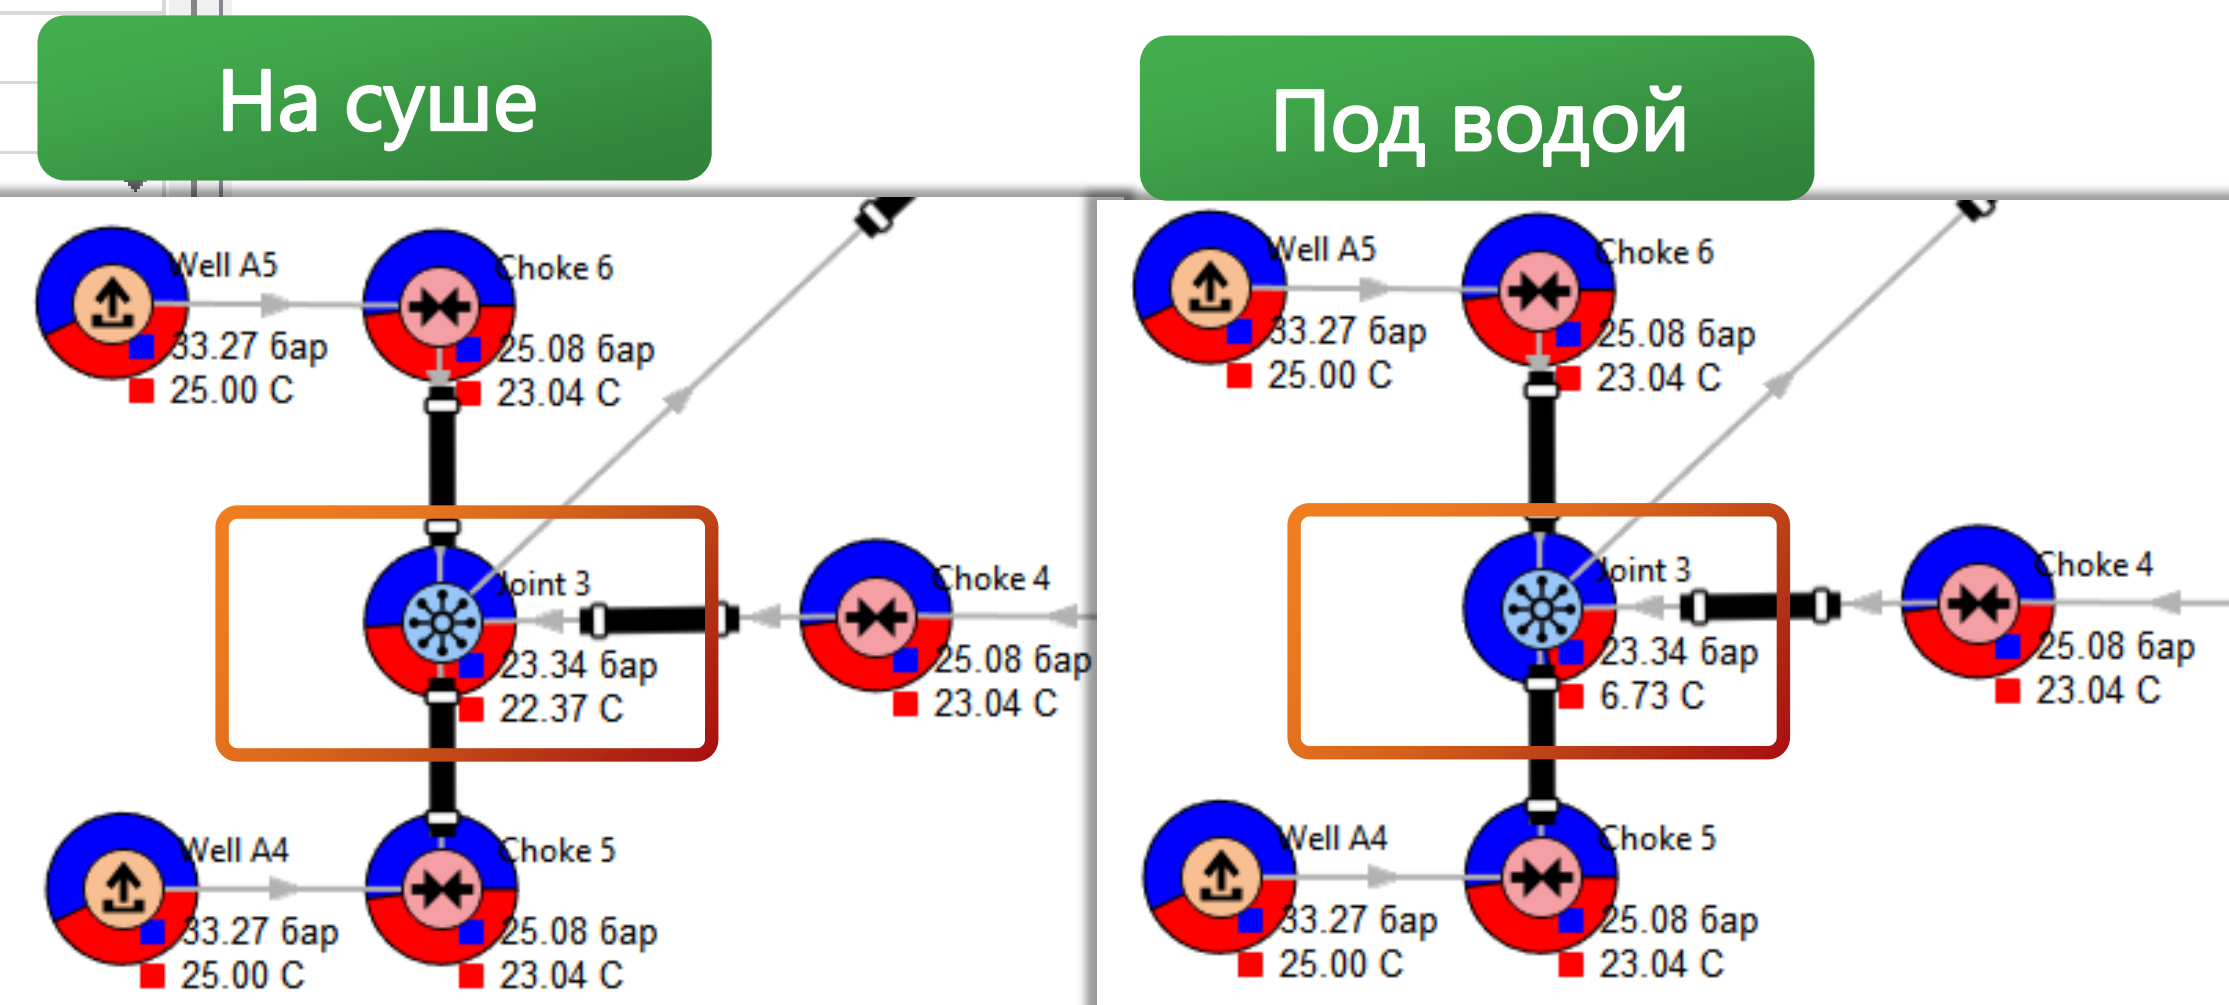 На суше
Well A5
33.27 бар
25.00 C
Choke 6
25.08 бар
23.04 C
Joint 3
23.34 бар
22.37 C
Choke 4
25.08 бар
23.04 C
Well A4
33.27 бар
25.00 C
Choke 5
25.08 бар
23.04 C
Под водой
Well A5
33.27 бар
25.00 C
Choke 6
25.08 бар
23.04 C
Joint 3
23.34 бар
6.73 C
Choke 4
25.08 бар
23.04 C
Well A4
33.27 бар
25.00 C
Choke 5
25.08 бар
23.04 C